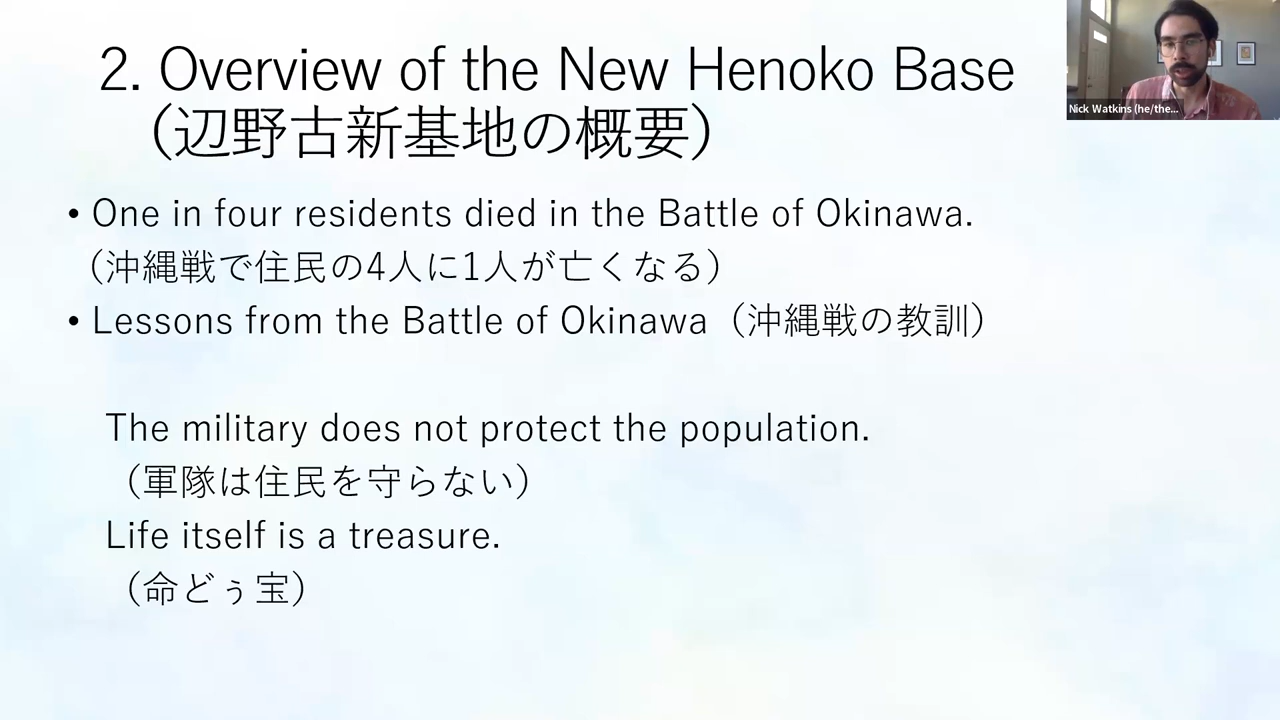 2. Overview of the New Henoko Base
（辺野古新基地の概要）
• One in four residents died in the Battle of Okinawa.
（沖縄戦で住民の4人に1人が亡くなる）
• Lessons from the Battle of Okinawa（沖縄戦の教訓）
The military does not protect the population.
（軍隊は住民を守らない）
Life itself is a treasure.
（命どぅ宝）
Nick Watkins (he/the...